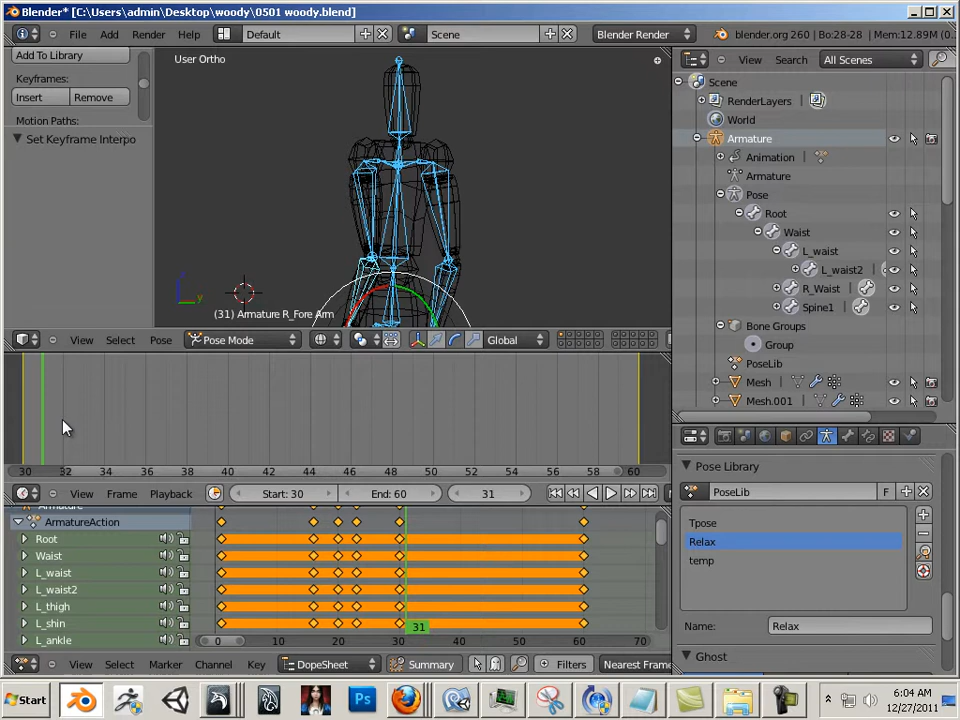 Blender* [C:\Users\admin\Desktop\woody\0501 woody.blend]
File Add Render Help Default Scene Blender Render blender.org 260 | Bo:28-28 | Mem:12.89M (0.
Add To Library
Keyframes:
Insert Remove
Motion Paths:
Set Keyframe Interpo
User Ortho
(31) Armature R_Fore Arm
View Select Pose Pose Mode Global
30 32 34 36 38 40 42 44 46 48 50 52 54 56 58 60
View Frame Playback Start: 30 End: 60 31
Armature
ArmatureAction
Root
Waist
L_waist
L_waist2
L_thigh
L_shin
L_ankle
31
0 10 20 30 40 50 60 70
View Select Marker Channel Key DopeSheet Summary Filters Nearest Frame
View Search All Scenes
Scene
RenderLayers
World
Armature
Animation
Armature
Pose
Root
Waist
L_waist
L_waist2
R_Waist
Spine1
Bone Groups
Group
PoseLib
Mesh
Mesh.001
Pose Library
PoseLib F
Tpose
Relax
temp
Name: Relax
Ghost
Start Ps 6:04 AM
12/27/2011